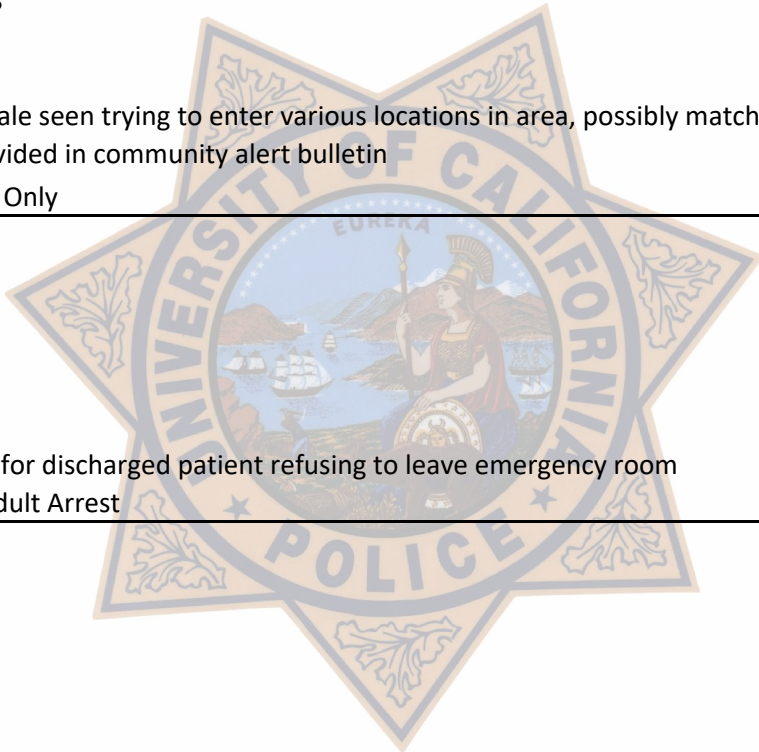 ale seen trying to enter various locations in area, possibly match
vided in community alert bulletin
Only
UNIVERSITY OF CALIFORNIA
EUREKA
for discharged patient refusing to leave emergency room
dult Arrest
POLICE